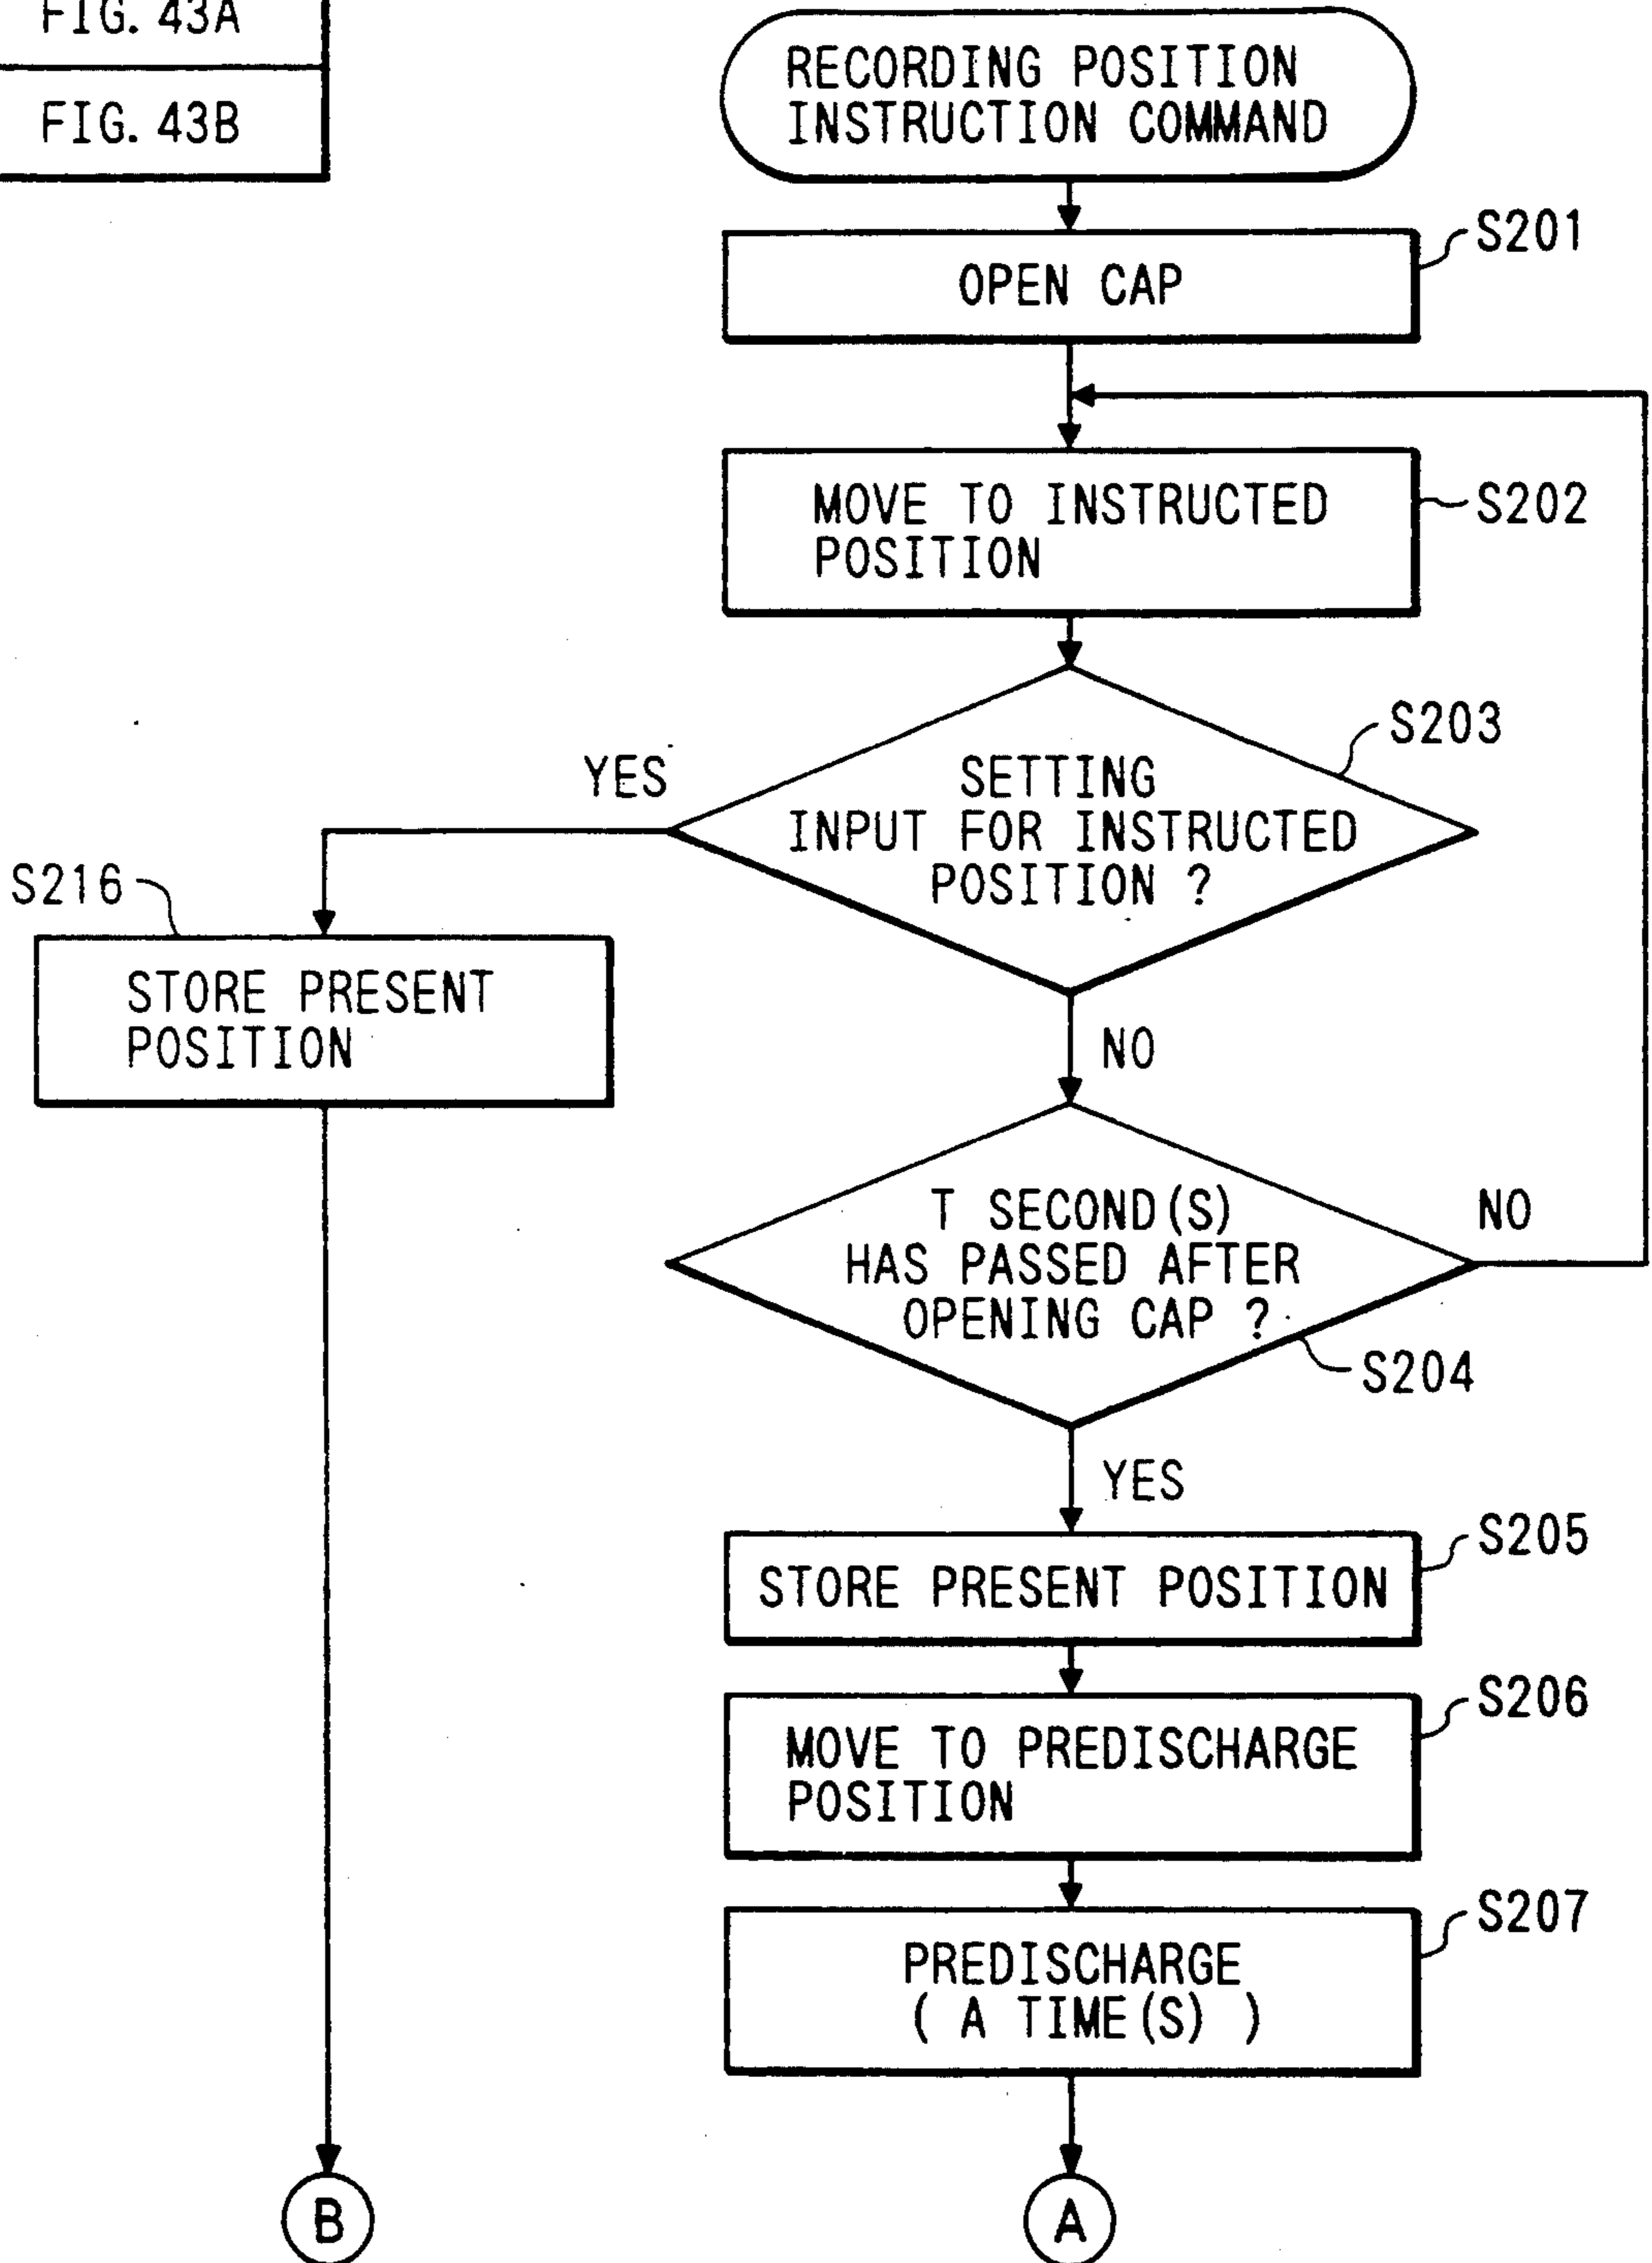 FIG. 43A
FIG. 43B
RECORDING POSITION
INSTRUCTION COMMAND
S201
OPEN CAP
S202
MOVE TO INSTRUCTED
POSITION
S203
YES
SETTING
INPUT FOR INSTRUCTED
POSITION ?
S216
STORE PRESENT
POSITION
NO
T SECOND(S)
HAS PASSED AFTER
OPENING CAP ?
NO
S204
YES
S205
STORE PRESENT POSITION
S206
MOVE TO PREDISCHARGE
POSITION
S207
PREDISCHARGE
( A TIME(S) )
B
A